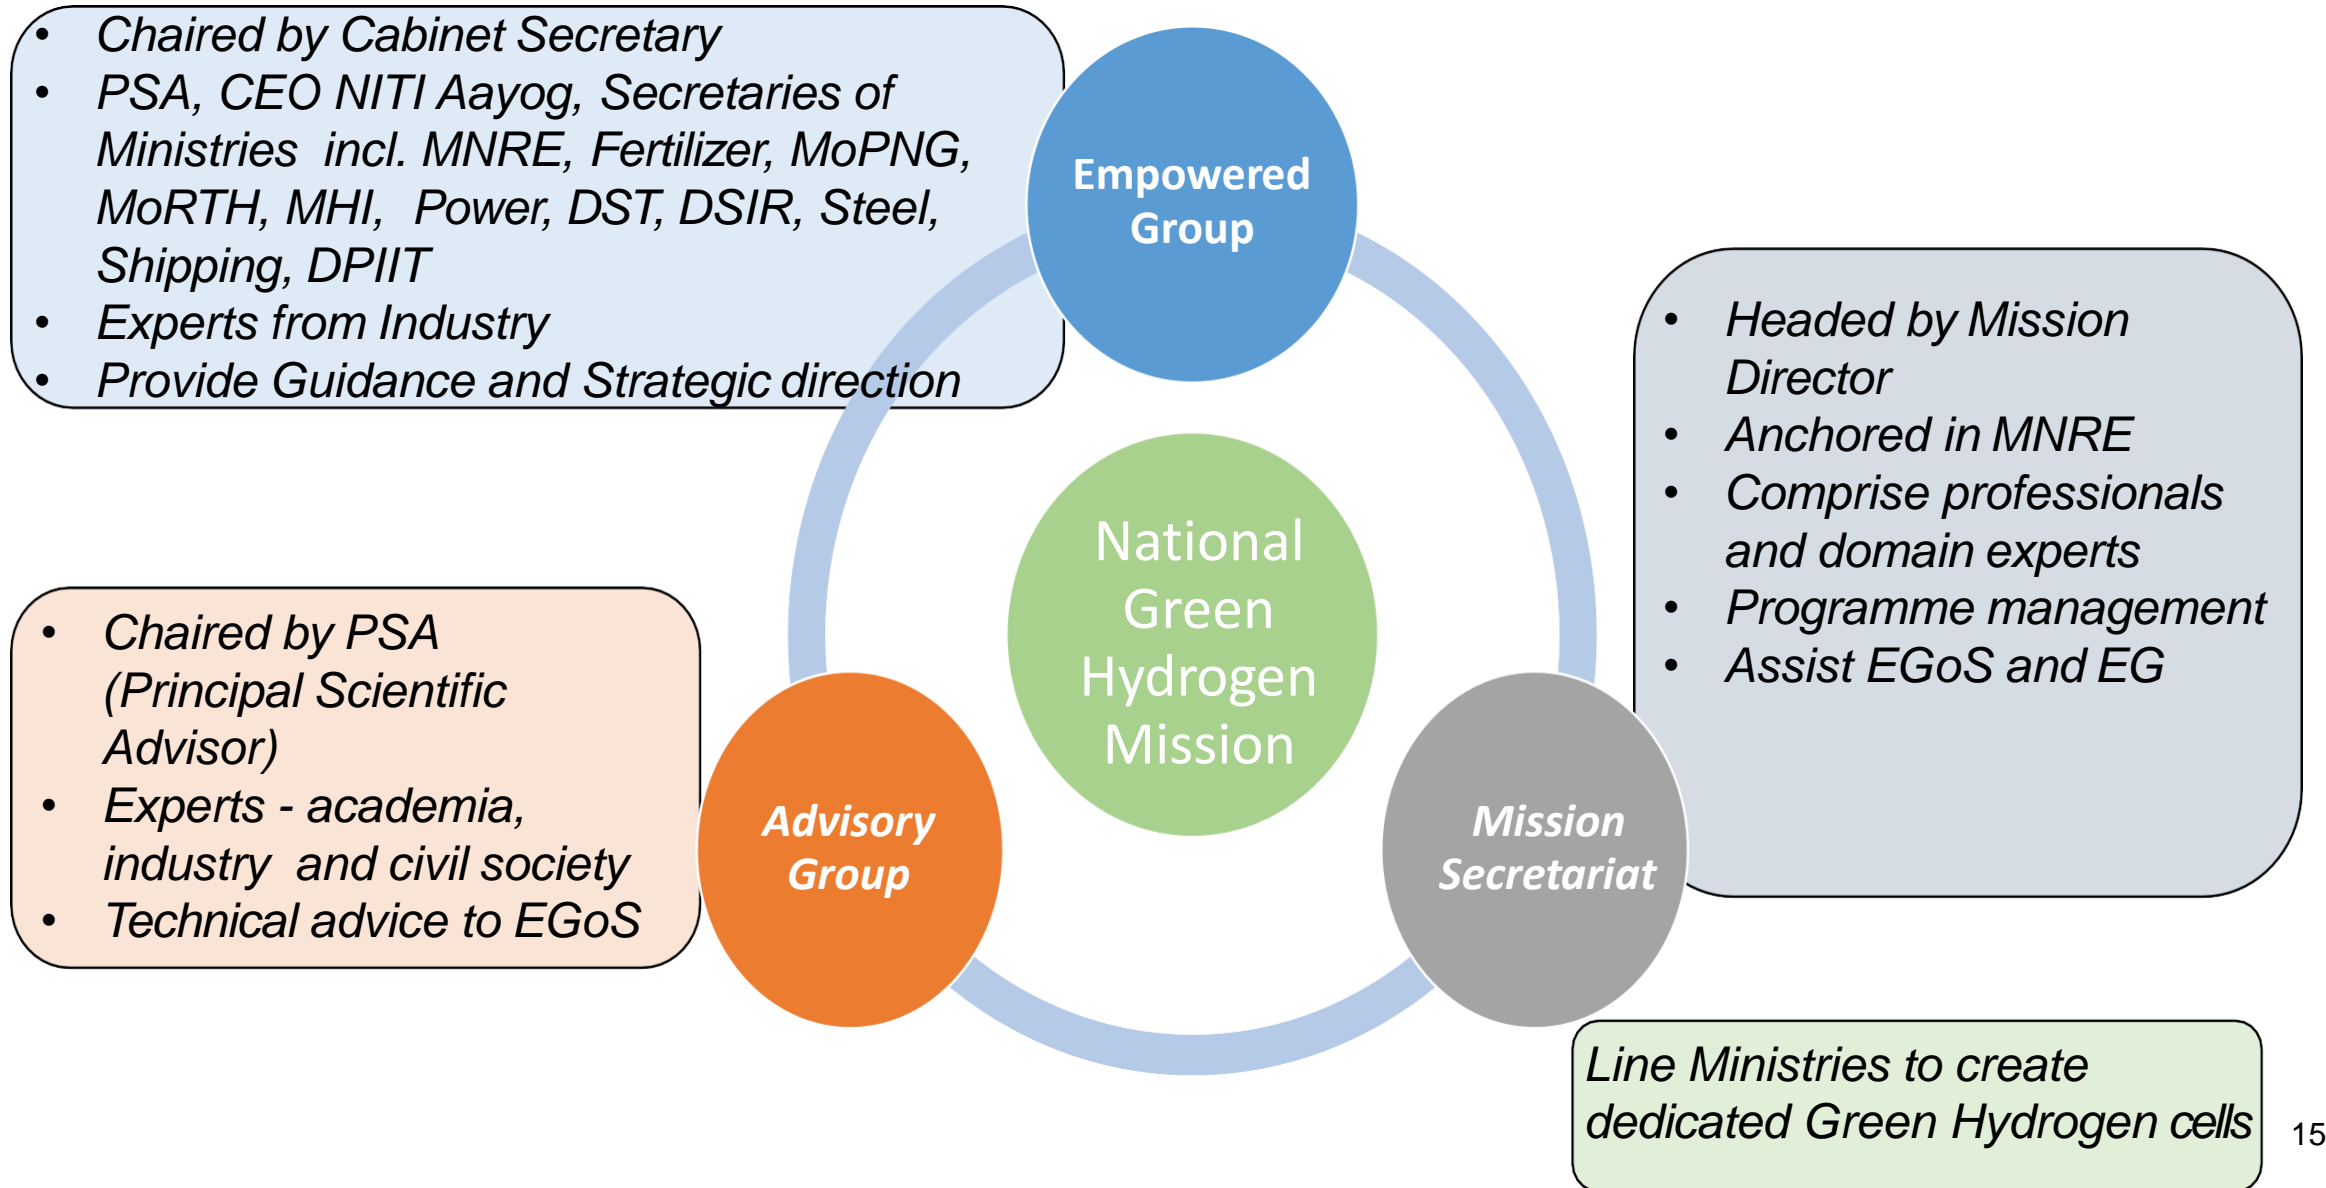 • Chaired by Cabinet Secretary
• PSA, CEO NITI Aayog, Secretaries of
Ministries incl. MNRE, Fertilizer, MoPNG,
MoRTH, MHI, Power, DST, DSIR, Steel,
Shipping, DPIIT
• Experts from Industry
• Provide Guidance and Strategic direction
Empowered
Group
• Headed by Mission
Director
• Anchored in MNRE
• Comprise professionals
and domain experts
• Programme management
• Assist EGoS and EG
National
Green
Hydrogen
Mission
• Chaired by PSA
(Principal Scientific
Advisor)
• Experts - academia,
industry and civil society
• Technical advice to EGoS
Advisory
Group
Mission
Secretariat
Line Ministries to create
dedicated Green Hydrogen cells
15